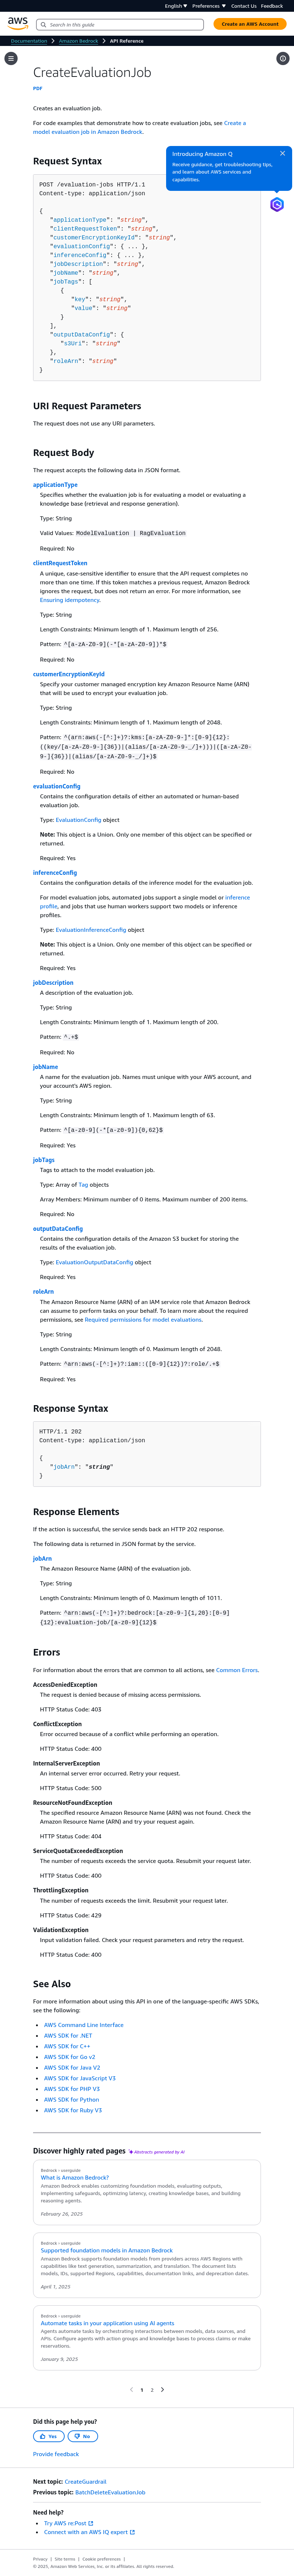 English
Preferences
Contact Us
Feedback
aws
Search in this guide
Create an AWS Account
Documentation > Amazon Bedrock > API Reference
CreateEvaluationJob
PDF
Creates an evaluation job.
For code examples that demonstrate how to create evaluation jobs, see Create a
model evaluation job in Amazon Bedrock.
Introducing Amazon Q
Receive guidance, get troubleshooting tips,
and learn about AWS services and
capabilities.
Request Syntax
POST /evaluation-jobs HTTP/1.1
Content-type: application/json
{
"applicationType": "string",
"clientRequestToken": "string",
"customerEncryptionKeyId": "string",
"evaluationConfig": { ... },
"inferenceConfig": { ... },
"jobDescription": "string",
"jobName": "string",
"jobTags": [
{
"key": "string",
"value": "string"
}
],
"outputDataConfig": {
"s3Uri": "string"
},
"roleArn": "string"
}
URI Request Parameters
The request does not use any URI parameters.
Request Body
The request accepts the following data in JSON format.
applicationType
Specifies whether the evaluation job is for evaluating a model or evaluating a
knowledge base (retrieval and response generation).
Type: String
Valid Values: ModelEvaluation | RagEvaluation
Required: No
clientRequestToken
A unique, case-sensitive identifier to ensure that the API request completes no
more than one time. If this token matches a previous request, Amazon Bedrock
ignores the request, but does not return an error. For more information, see
Ensuring idempotency.
Type: String
Length Constraints: Minimum length of 1. Maximum length of 256.
Pattern: ^[a-zA-Z0-9](-*[a-zA-Z0-9])*$
Required: No
customerEncryptionKeyId
Specify your customer managed encryption key Amazon Resource Name (ARN)
that will be used to encrypt your evaluation job.
Type: String
Length Constraints: Minimum length of 1. Maximum length of 2048.
Pattern: ^(arn:aws(-[^:]+)?:kms:[a-zA-Z0-9-]*:[0-9]{12}:
((key/[a-zA-Z0-9-]{36})|(alias/[a-zA-Z0-9-_/]+)))|([a-zA-Z0-
9-]{36})|(alias/[a-zA-Z0-9-_/]+)$
Required: No
evaluationConfig
Contains the configuration details of either an automated or human-based
evaluation job.
Type: EvaluationConfig object
Note: This object is a Union. Only one member of this object can be specified or
returned.
Required: Yes
inferenceConfig
Contains the configuration details of the inference model for the evaluation job.
For model evaluation jobs, automated jobs support a single model or inference
profile, and jobs that use human workers support two models or inference
profiles.
Type: EvaluationInferenceConfig object
Note: This object is a Union. Only one member of this object can be specified or
returned.
Required: Yes
jobDescription
A description of the evaluation job.
Type: String
Length Constraints: Minimum length of 1. Maximum length of 200.
Pattern: ^.+$
Required: No
jobName
A name for the evaluation job. Names must unique with your AWS account, and
your account's AWS region.
Type: String
Length Constraints: Minimum length of 1. Maximum length of 63.
Pattern: ^[a-z0-9](-*[a-z0-9]){0,62}$
Required: Yes
jobTags
Tags to attach to the model evaluation job.
Type: Array of Tag objects
Array Members: Minimum number of 0 items. Maximum number of 200 items.
Required: No
outputDataConfig
Contains the configuration details of the Amazon S3 bucket for storing the
results of the evaluation job.
Type: EvaluationOutputDataConfig object
Required: Yes
roleArn
The Amazon Resource Name (ARN) of an IAM service role that Amazon Bedrock
can assume to perform tasks on your behalf. To learn more about the required
permissions, see Required permissions for model evaluations.
Type: String
Length Constraints: Minimum length of 0. Maximum length of 2048.
Pattern: ^arn:aws(-[^:]+)?:iam::([0-9]{12})?:role/.+$
Required: Yes
Response Syntax
HTTP/1.1 202
Content-type: application/json
{
"jobArn": "string"
}
Response Elements
If the action is successful, the service sends back an HTTP 202 response.
The following data is returned in JSON format by the service.
jobArn
The Amazon Resource Name (ARN) of the evaluation job.
Type: String
Length Constraints: Minimum length of 0. Maximum length of 1011.
Pattern: ^arn:aws(-[^:]+)?:bedrock:[a-z0-9-]{1,20}:[0-9]
{12}:evaluation-job/[a-z0-9]{12}$
Errors
For information about the errors that are common to all actions, see Common Errors.
AccessDeniedException
The request is denied because of missing access permissions.
HTTP Status Code: 403
ConflictException
Error occurred because of a conflict while performing an operation.
HTTP Status Code: 400
InternalServerException
An internal server error occurred. Retry your request.
HTTP Status Code: 500
ResourceNotFoundException
The specified resource Amazon Resource Name (ARN) was not found. Check the
Amazon Resource Name (ARN) and try your request again.
HTTP Status Code: 404
ServiceQuotaExceededException
The number of requests exceeds the service quota. Resubmit your request later.
HTTP Status Code: 400
ThrottlingException
The number of requests exceeds the limit. Resubmit your request later.
HTTP Status Code: 429
ValidationException
Input validation failed. Check your request parameters and retry the request.
HTTP Status Code: 400
See Also
For more information about using this API in one of the language-specific AWS SDKs,
see the following:
• AWS Command Line Interface
• AWS SDK for .NET
• AWS SDK for C++
• AWS SDK for Go v2
• AWS SDK for Java V2
• AWS SDK for JavaScript V3
• AWS SDK for PHP V3
• AWS SDK for Python
• AWS SDK for Ruby V3
Discover highly rated pages Abstracts generated by AI
Bedrock › userguide
What is Amazon Bedrock?
Amazon Bedrock enables customizing foundation models, evaluating outputs,
implementing safeguards, optimizing latency, creating knowledge bases, and building
reasoning agents.
February 26, 2025
Bedrock › userguide
Supported foundation models in Amazon Bedrock
Amazon Bedrock supports foundation models from providers across AWS Regions with
capabilities like text generation, summarization, and translation. The document lists
models, IDs, supported Regions, capabilities, documentation links, and deprecation dates.
April 1, 2025
Bedrock › userguide
Automate tasks in your application using AI agents
Agents automate tasks by orchestrating interactions between models, data sources, and
APIs. Configure agents with action groups and knowledge bases to process claims or make
reservations.
January 9, 2025
1 2
Did this page help you?
Yes
No
Provide feedback
Next topic: CreateGuardrail
Previous topic: BatchDeleteEvaluationJob
Need help?
• Try AWS re:Post
• Connect with an AWS IQ expert
Privacy | Site terms | Cookie preferences |
© 2025, Amazon Web Services, Inc. or its affiliates. All rights reserved.